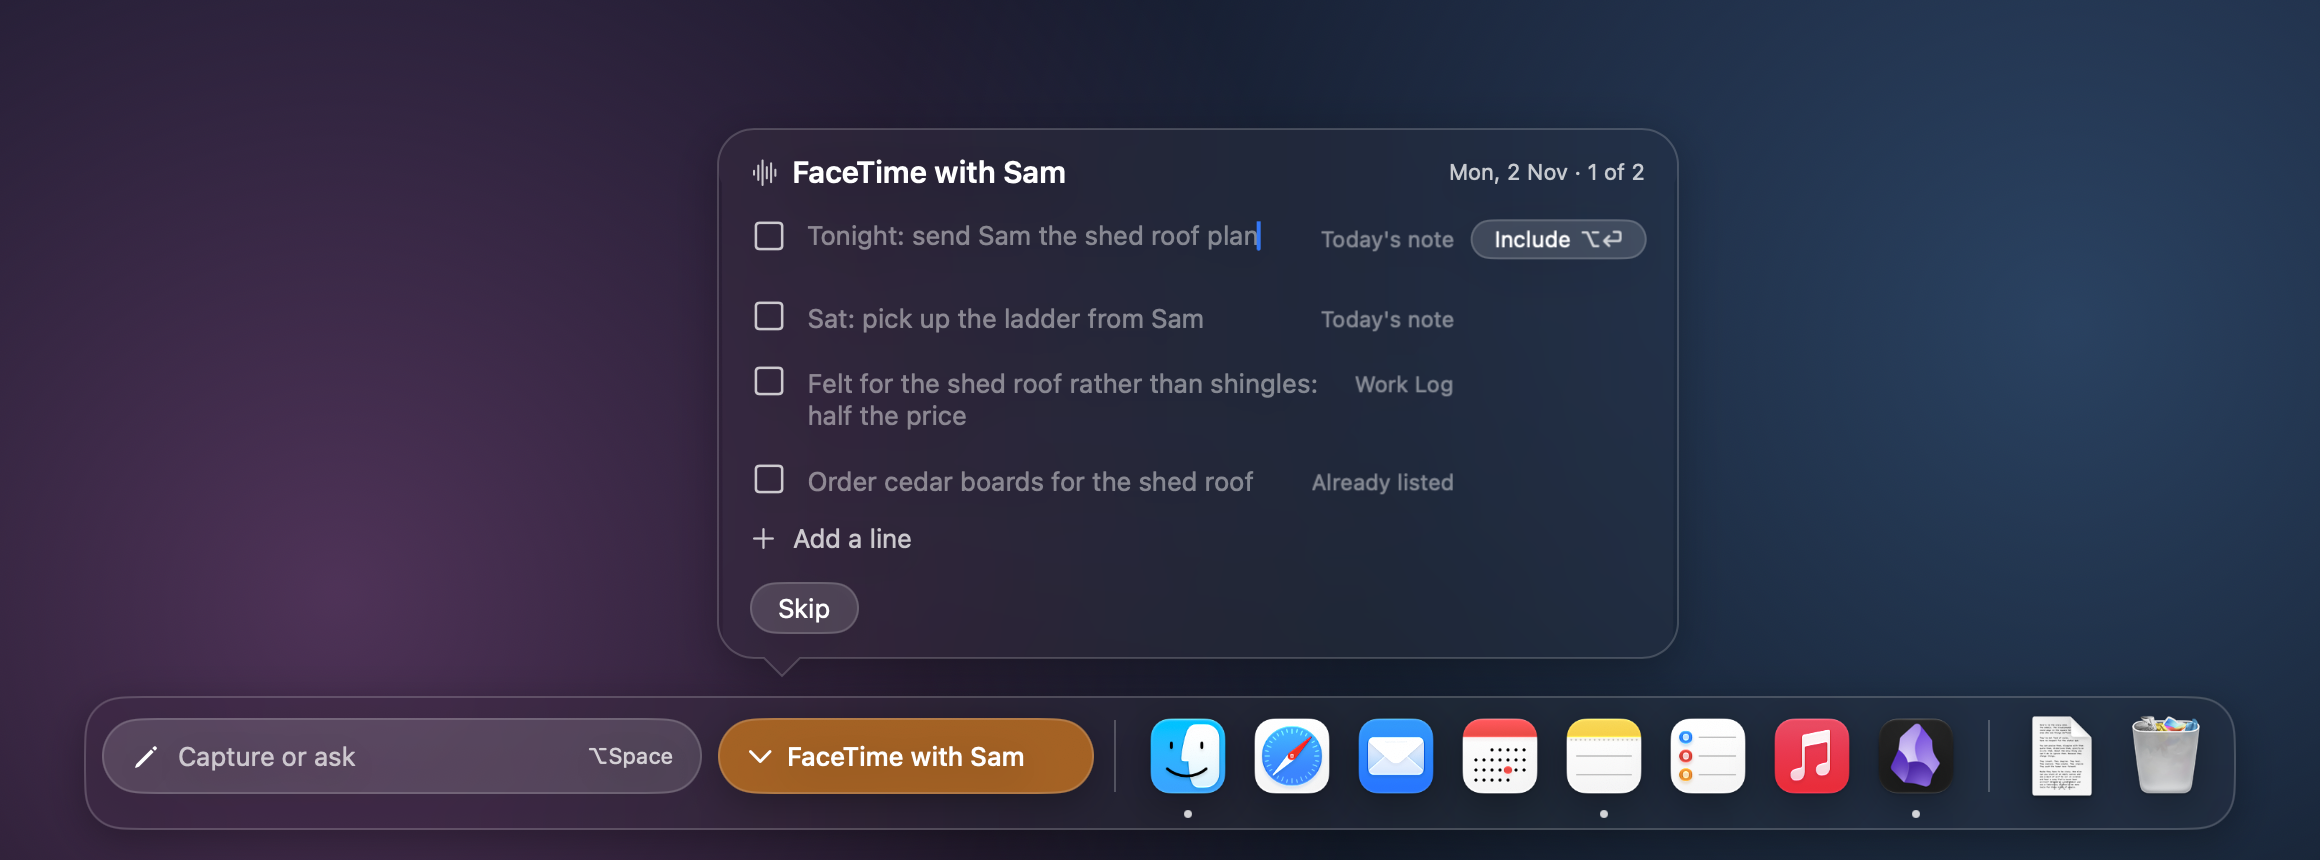 FaceTime with Sam
Mon, 2 Nov · 1 of 2
Tonight: send Sam the shed roof plan
Today's note
Include ⌥↩
Sat: pick up the ladder from Sam
Today's note
Felt for the shed roof rather than shingles:
half the price
Work Log
Order cedar boards for the shed roof
Already listed
+ Add a line
Skip
Capture or ask
⌥Space
FaceTime with Sam